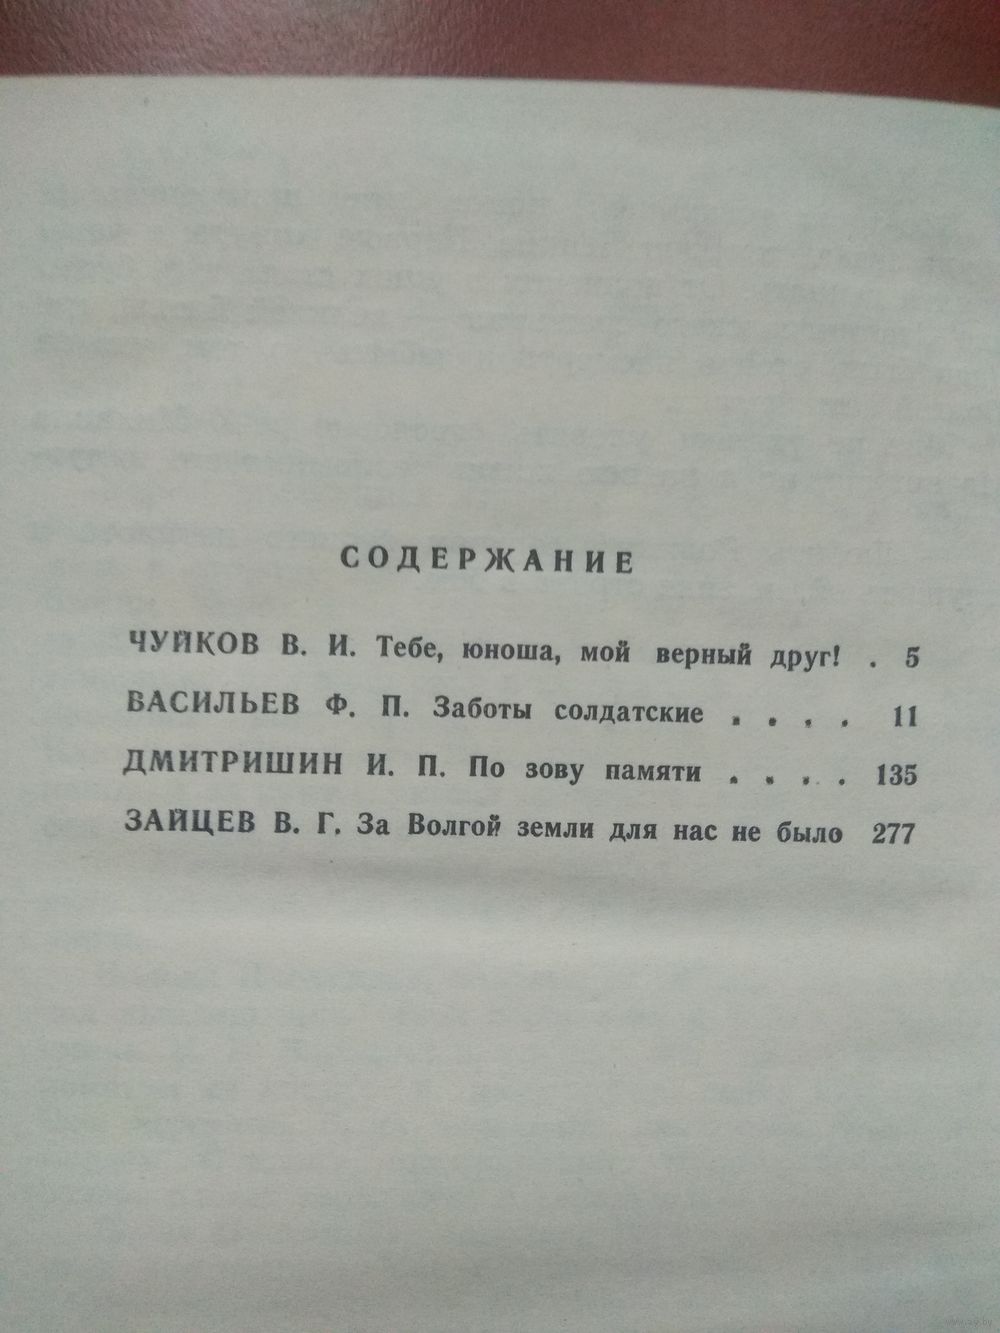 СОДЕРЖАНИЕ
ЧУЙКОВ В. И. Тебе, юноша, мой верный друг! . 5
ВАСИЛЬЕВ Ф. П. Заботы солдатские . . . . 11
ДМИТРИШИН И. П. По зову памяти . . . . 135
ЗАЙЦЕВ В. Г. За Волгой земли для нас не было 277